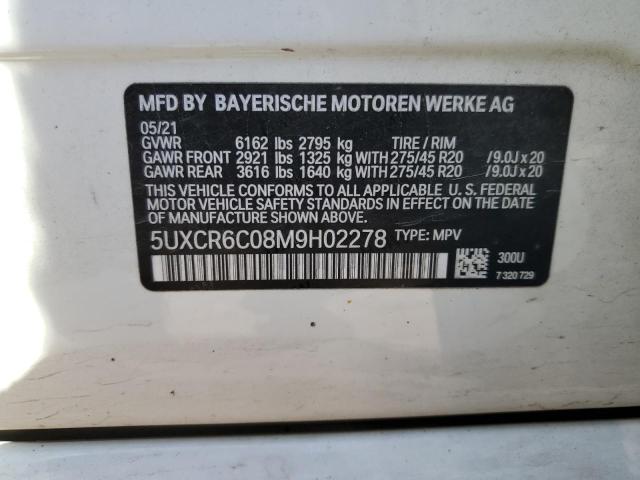 MFD BY BAYERISCHE MOTOREN WERKE AG
05/21
GVWR 6162 lbs 2795 kg TIRE / RIM
GAWR FRONT 2921 lbs 1325 kg WITH 275/45 R20 /9.0J x 20
GAWR REAR 3616 lbs 1640 kg WITH 275/45 R20 /9.0J x 20
THIS VEHICLE CONFORMS TO ALL APPLICABLE U. S. FEDERAL
MOTOR VEHICLE SAFETY STANDARDS IN EFFECT ON THE
DATE OF MANUFACTURE SHOWN ABOVE.
5UXCR6C08M9H02278 TYPE: MPV
300U
7 320 729